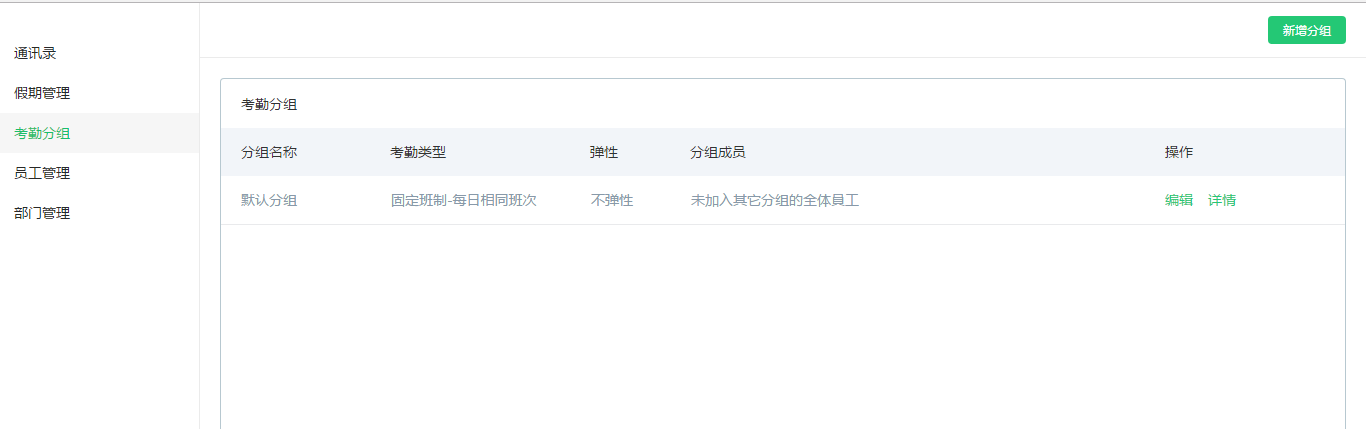 新增分组
通讯录
假期管理
考勤分组
员工管理
部门管理
考勤分组
分组名称 考勤类型 弹性 分组成员 操作
默认分组 固定班制-每日相同班次 不弹性 未加入其它分组的全体員工 编辑 详情